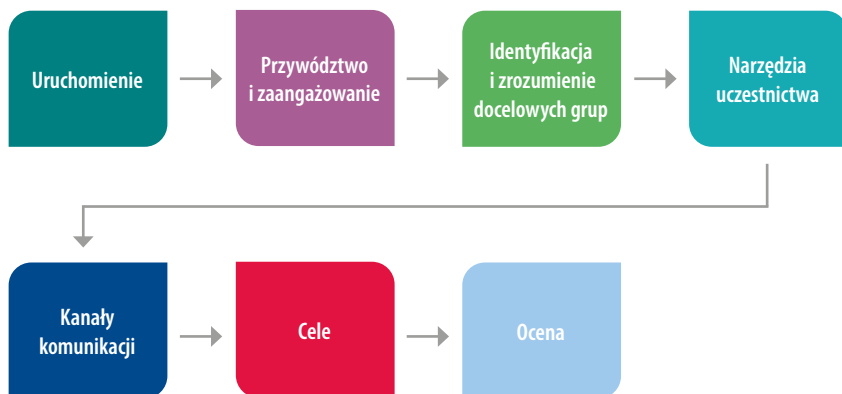 Uruchomienie
Przywództwo
i zaangażowanie
Identyfikacja
i zrozumienie
docelowych grup
Narzędzia
uczestnictwa
Kanały
komunikacji
Cele
Ocena